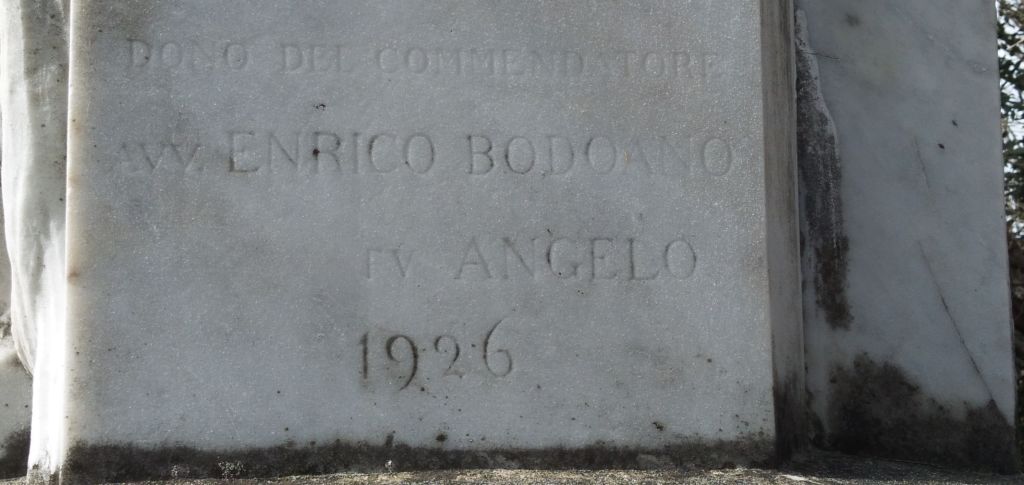 DONO DEL COMMENDATORE
AVV. ENRICO BODOANO
FV ANGELO
1926